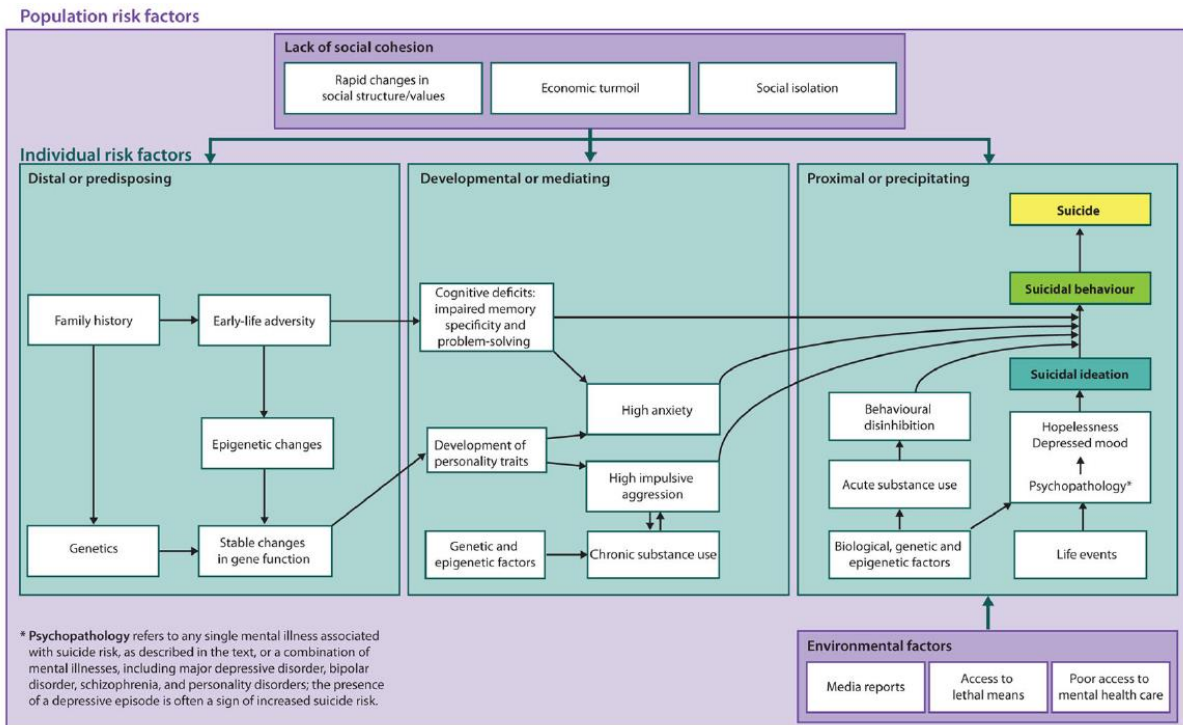 Population risk factors
Lack of social cohesion
Rapid changes in
social structure/values
Economic turmoil
Social isolation
Individual risk factors
Distal or predisposing
Family history
Early-life adversity
Epigenetic changes
Genetics
Stable changes
in gene function
Developmental or mediating
Cognitive deficits:
impaired memory
specificity and
problem-solving
High anxiety
Development of
personality traits
High impulsive
aggression
Genetic and
epigenetic factors
Chronic substance use
Proximal or precipitating
Suicide
Suicidal behaviour
Suicidal ideation
Behavioural
disinhibition
Hopelessness
Depressed mood
Psychopathology*
Acute substance use
Biological, genetic and
epigenetic factors
Life events
* Psychopathology refers to any single mental illness associated
with suicide risk, as described in the text, or a combination of
mental illnesses, including major depressive disorder, bipolar
disorder, schizophrenia, and personality disorders; the presence
of a depressive episode is often a sign of increased suicide risk.
Environmental factors
Media reports
Access to
lethal means
Poor access to
mental health care